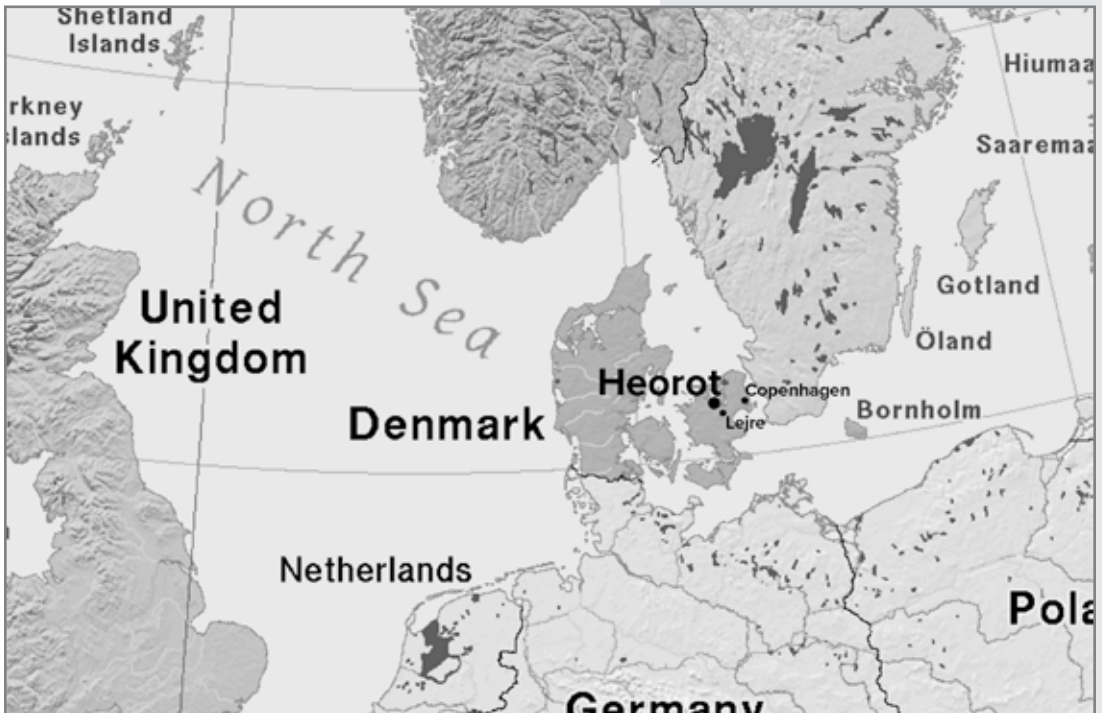 Shetland
Islands
Hiumaa
rkney
slands
Saaremaa
North Sea
Gotland
United
Kingdom
Öland
Heorot
Copenhagen
Bornholm
Denmark
Lejre
Netherlands
Pola
Germany